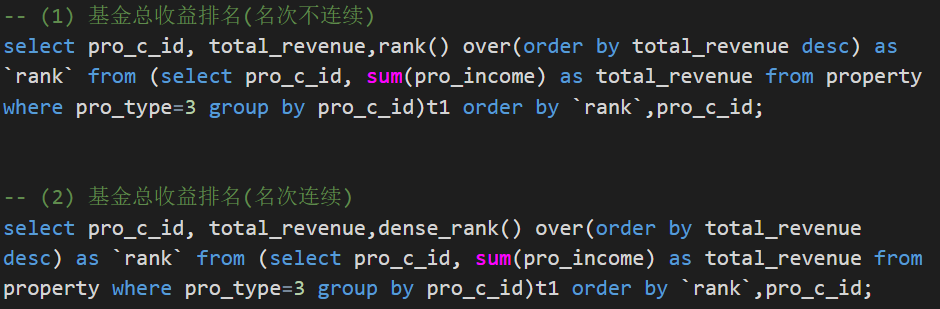 -- (1) 基金总收益排名(名次不连续)
select pro_c_id, total_revenue,rank() over(order by total_revenue desc) as
`rank` from (select pro_c_id, sum(pro_income) as total_revenue from property
where pro_type=3 group by pro_c_id)t1 order by `rank`,pro_c_id;
-- (2) 基金总收益排名(名次连续)
select pro_c_id, total_revenue,dense_rank() over(order by total_revenue
desc) as `rank` from (select pro_c_id, sum(pro_income) as total_revenue from
property where pro_type=3 group by pro_c_id)t1 order by `rank`,pro_c_id;